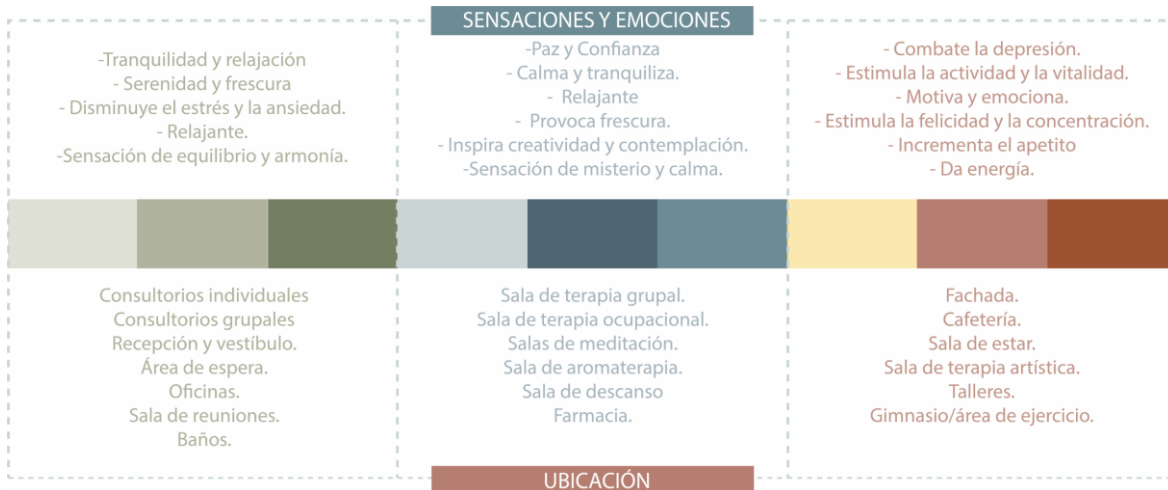 SENSACIONES Y EMOCIONES
-Tranquilidad y relajación
- Serenidad y frescura
- Disminuye el estrés y la ansiedad.
- Relajante.
-Sensación de equilibrio y armonía.
-Paz y Confianza
- Calma y tranquiliza.
- Relajante
- Provoca frescura.
- Inspira creatividad y contemplación.
-Sensación de misterio y calma.
- Combate la depresión.
- Estimula la actividad y la vitalidad.
- Motiva y emociona.
- Estimula la felicidad y la concentración.
- Incrementa el apetito
- Da energía.
Consultorios individuales
Consultorios grupales
Recepción y vestíbulo.
Área de espera.
Oficinas.
Sala de reuniones.
Baños.
Sala de terapia grupal.
Sala de terapia ocupacional.
Salas de meditación.
Sala de aromaterapia.
Sala de descanso
Farmacia.
Fachada.
Cafetería.
Sala de estar.
Sala de terapia artística.
Talleres.
Gimnasio/área de ejercicio.
UBICACIÓN